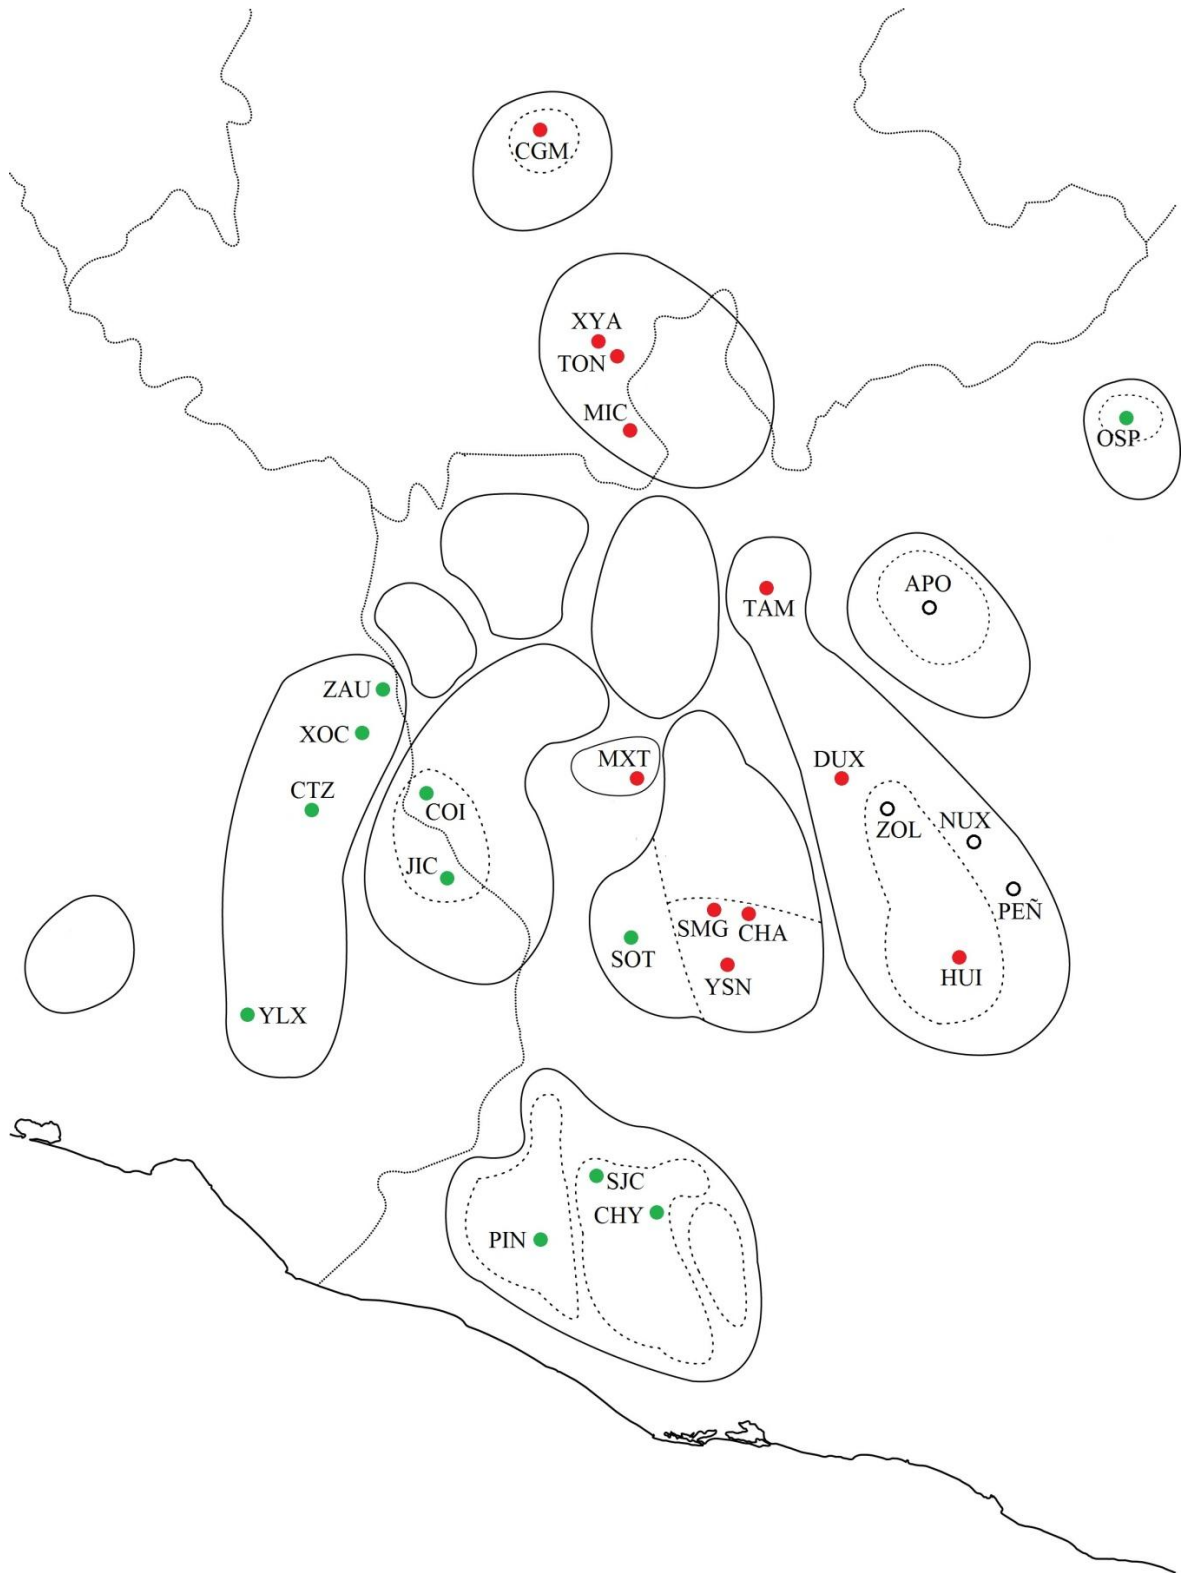 CGM
XYA
TON
MIC
OSP
APO
TAM
ZAU
XOC
MXT
DUX
CTZ
COI
ZOL
NUX
JIC
PEÑ
SMG
CHA
SOT
HUI
YSN
YLX
SJC
CHY
PIN